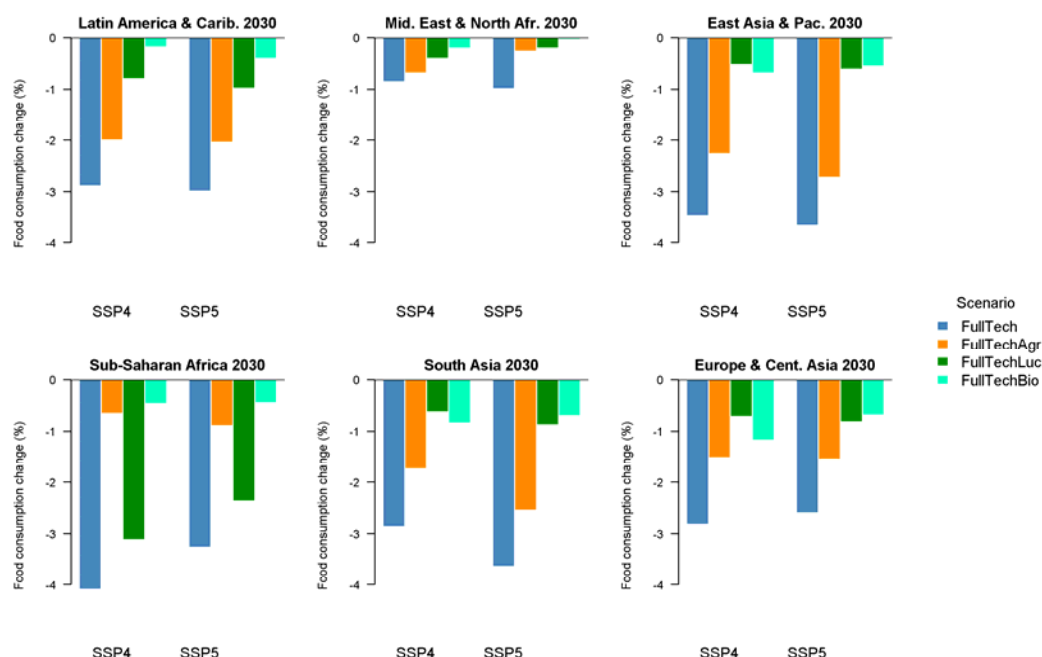 Latin America & Carib. 2030
Food consumption change (%)
0
-1
-2
-3
-4
SSP4 SSP5
Mid. East & North Afr. 2030
Food consumption change (%)
0
-1
-2
-3
-4
SSP4 SSP5
East Asia & Pac. 2030
Food consumption change (%)
0
-1
-2
-3
-4
SSP4 SSP5
Scenario
FullTech
FullTechAgr
FullTechLuc
FullTechBio
Sub-Saharan Africa 2030
Food consumption change (%)
0
-1
-2
-3
-4
SSP4 SSP5
South Asia 2030
Food consumption change (%)
0
-1
-2
-3
-4
SSP4 SSP5
Europe & Cent. Asia 2030
Food consumption change (%)
0
-1
-2
-3
-4
SSP4 SSP5